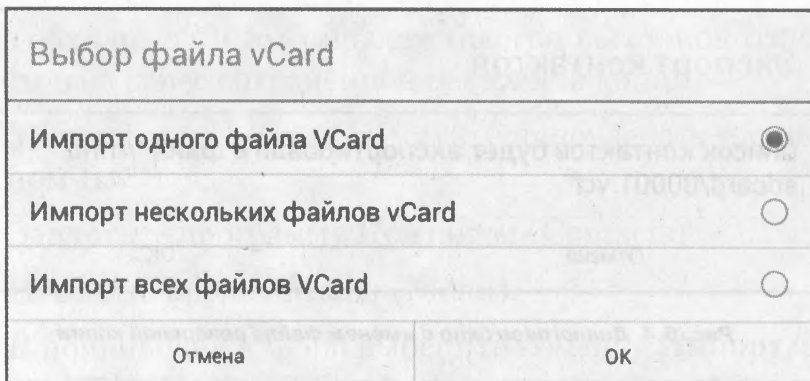 Выбор файла vCard
Импорт одного файла VCard
Импорт нескольких файлов vCard
Импорт всех файлов VCard
Отмена
OK